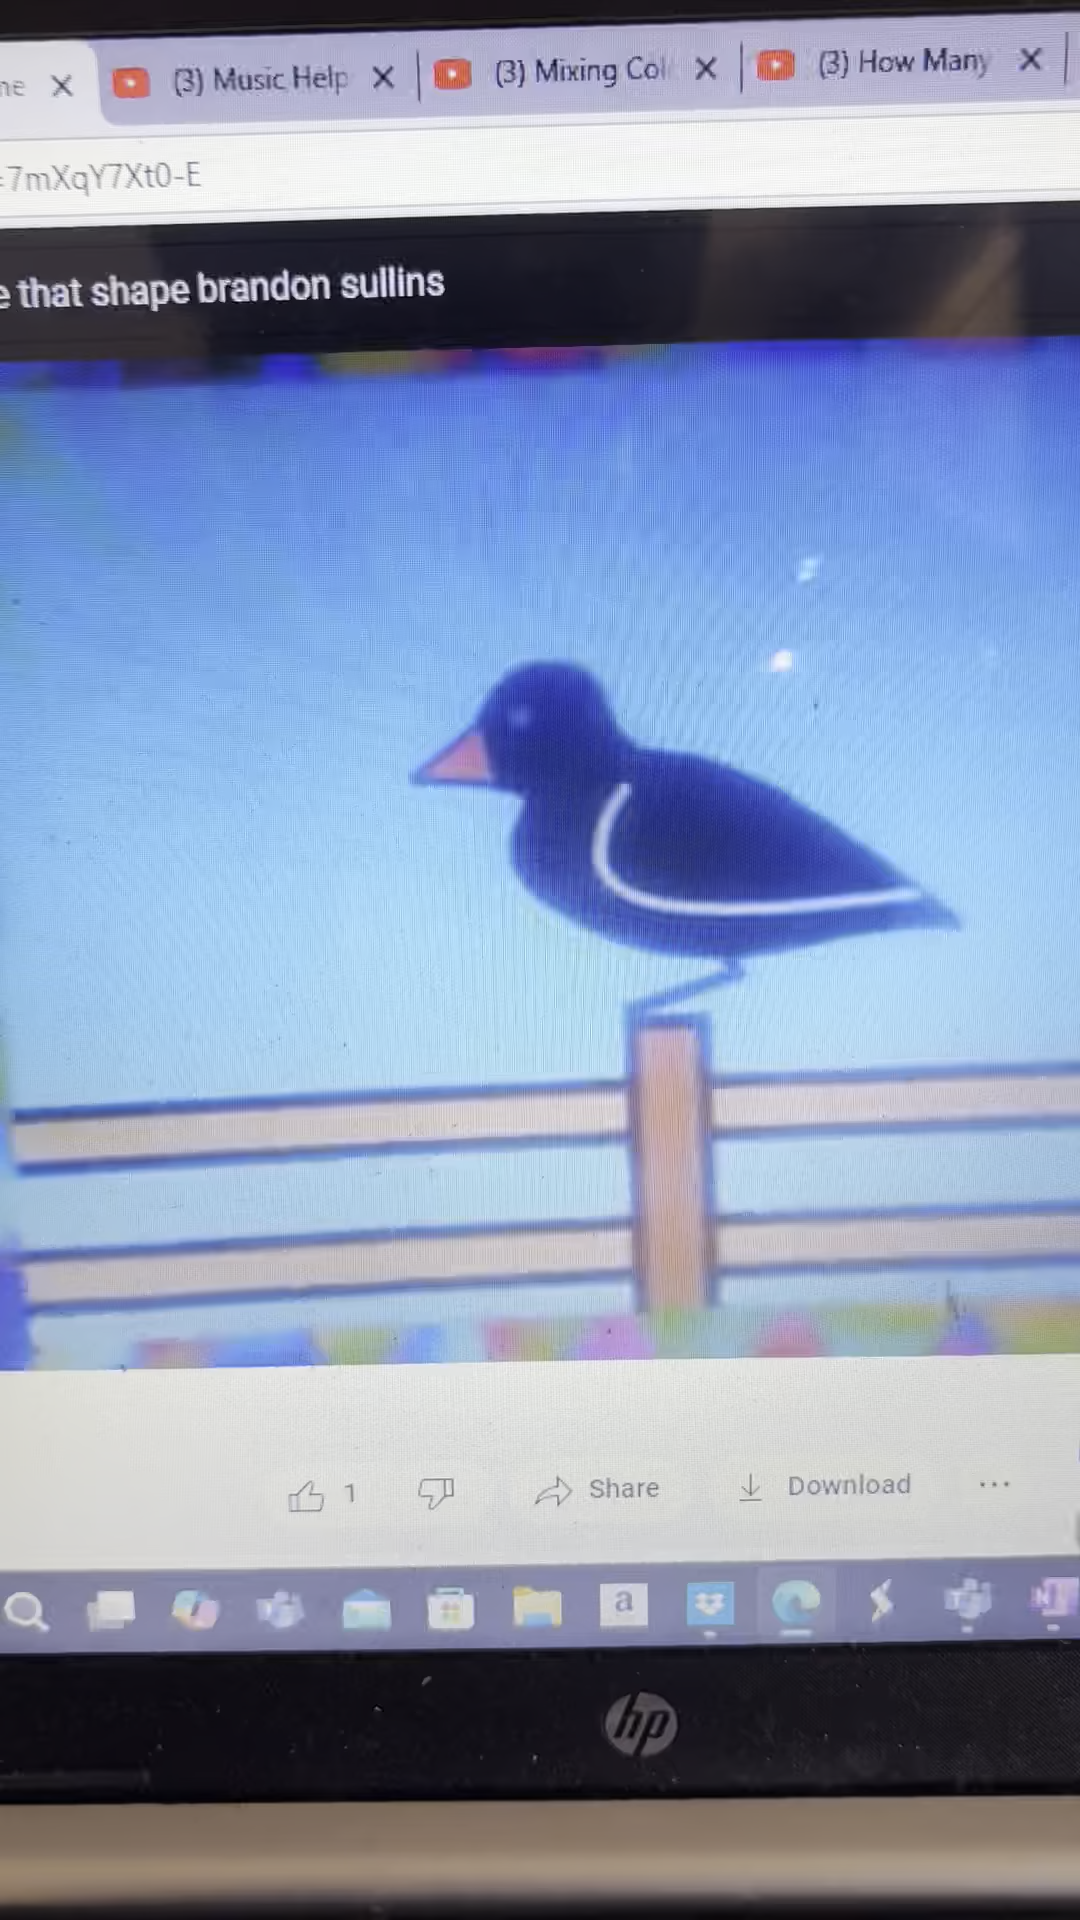 ne
(3) Music Help
(3) Mixing Col
(3) How Many
=7mXqY7Xt0-E
e that shape brandon sullins
1
Share
Download
a
hp